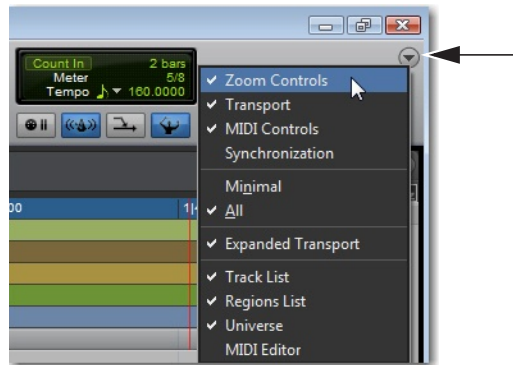 Count In 2 bars
Meter 5/8
Tempo 160.0000
Zoom Controls
Transport
MIDI Controls
Synchronization
Minimal
All
Expanded Transport
Track List
Regions List
Universe
MIDI Editor
00
1|